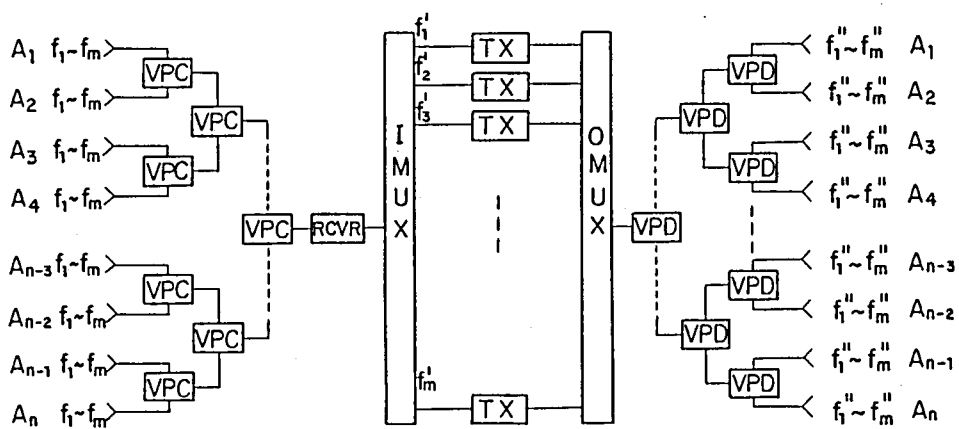 A₁ f₁~fₘ
VPC
A₂ f₁~fₘ
VPC
A₃ f₁~fₘ
VPC
A₄ f₁~fₘ
VPC
RCVR
Aₙ₋₃ f₁~fₘ
VPC
Aₙ₋₂ f₁~fₘ
VPC
Aₙ₋₁ f₁~fₘ
VPC
Aₙ f₁~fₘ
IMUX
f₁'
TX
f₂'
TX
f₃'
TX
fₘ'
TX
OMUX
f₁''~fₘ'' A₁
VPD
f₁''~fₘ'' A₂
VPD
f₁''~fₘ'' A₃
VPD
f₁''~fₘ'' A₄
VPD
f₁''~fₘ'' Aₙ₋₃
VPD
f₁''~fₘ'' Aₙ₋₂
VPD
f₁''~fₘ'' Aₙ₋₁
VPD
f₁''~fₘ'' Aₙ